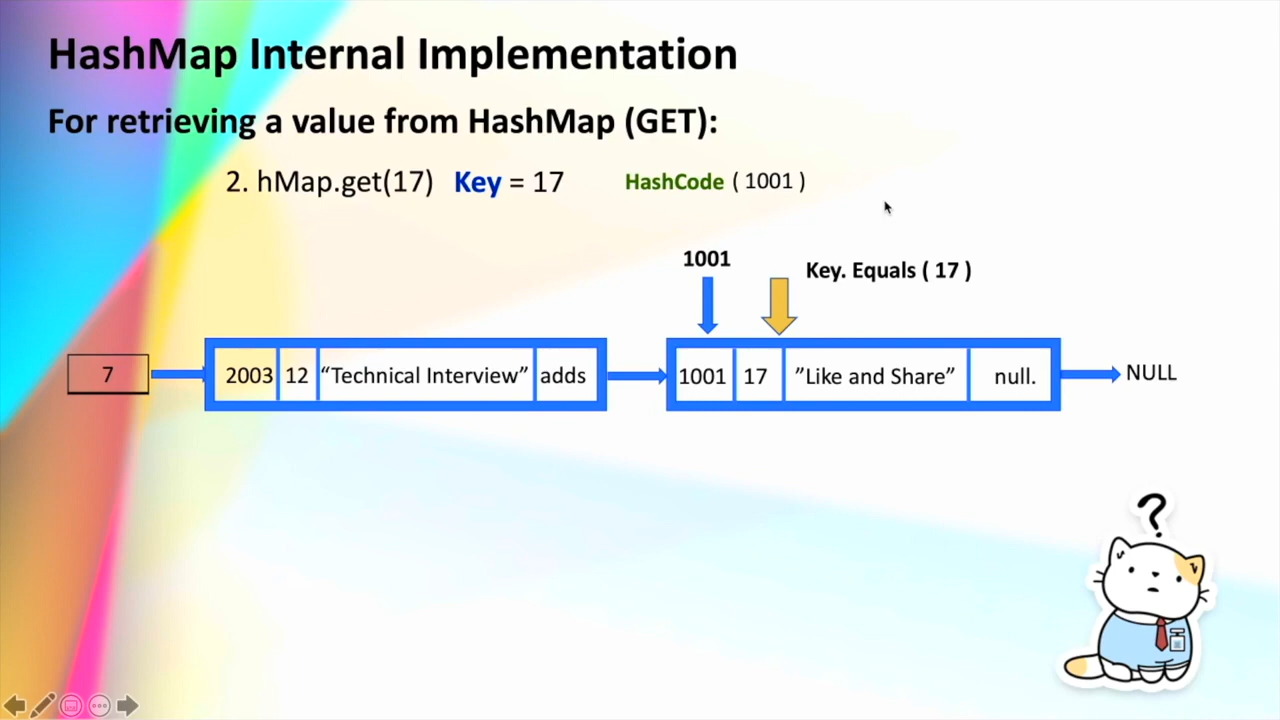 HashMap Internal Implementation
For retrieving a value from HashMap (GET):
2. hMap.get(17) Key = 17 HashCode ( 1001 )
1001
Key. Equals ( 17 )
7 2003 12 “Technical Interview” adds 1001 17 ”Like and Share” null. NULL
?